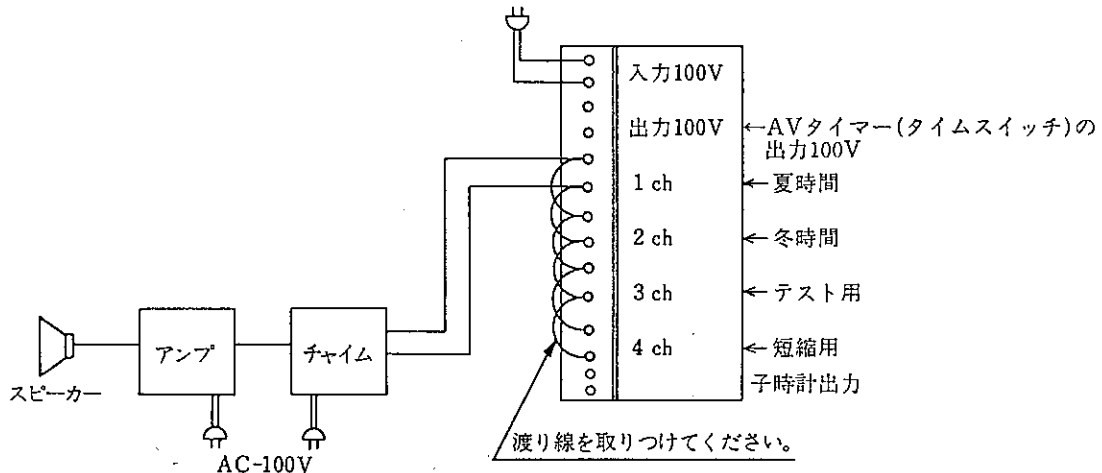 入力100V
出力100V
←AVタイマー(タイムスイッチ)の
出力100V
1 ch
←夏時間
2 ch
←冬時間
3 ch
←テスト用
4 ch
←短縮用
子時計出力
スピーカー
アンプ
チャイム
AC-100V
渡り線を取りつけてください。